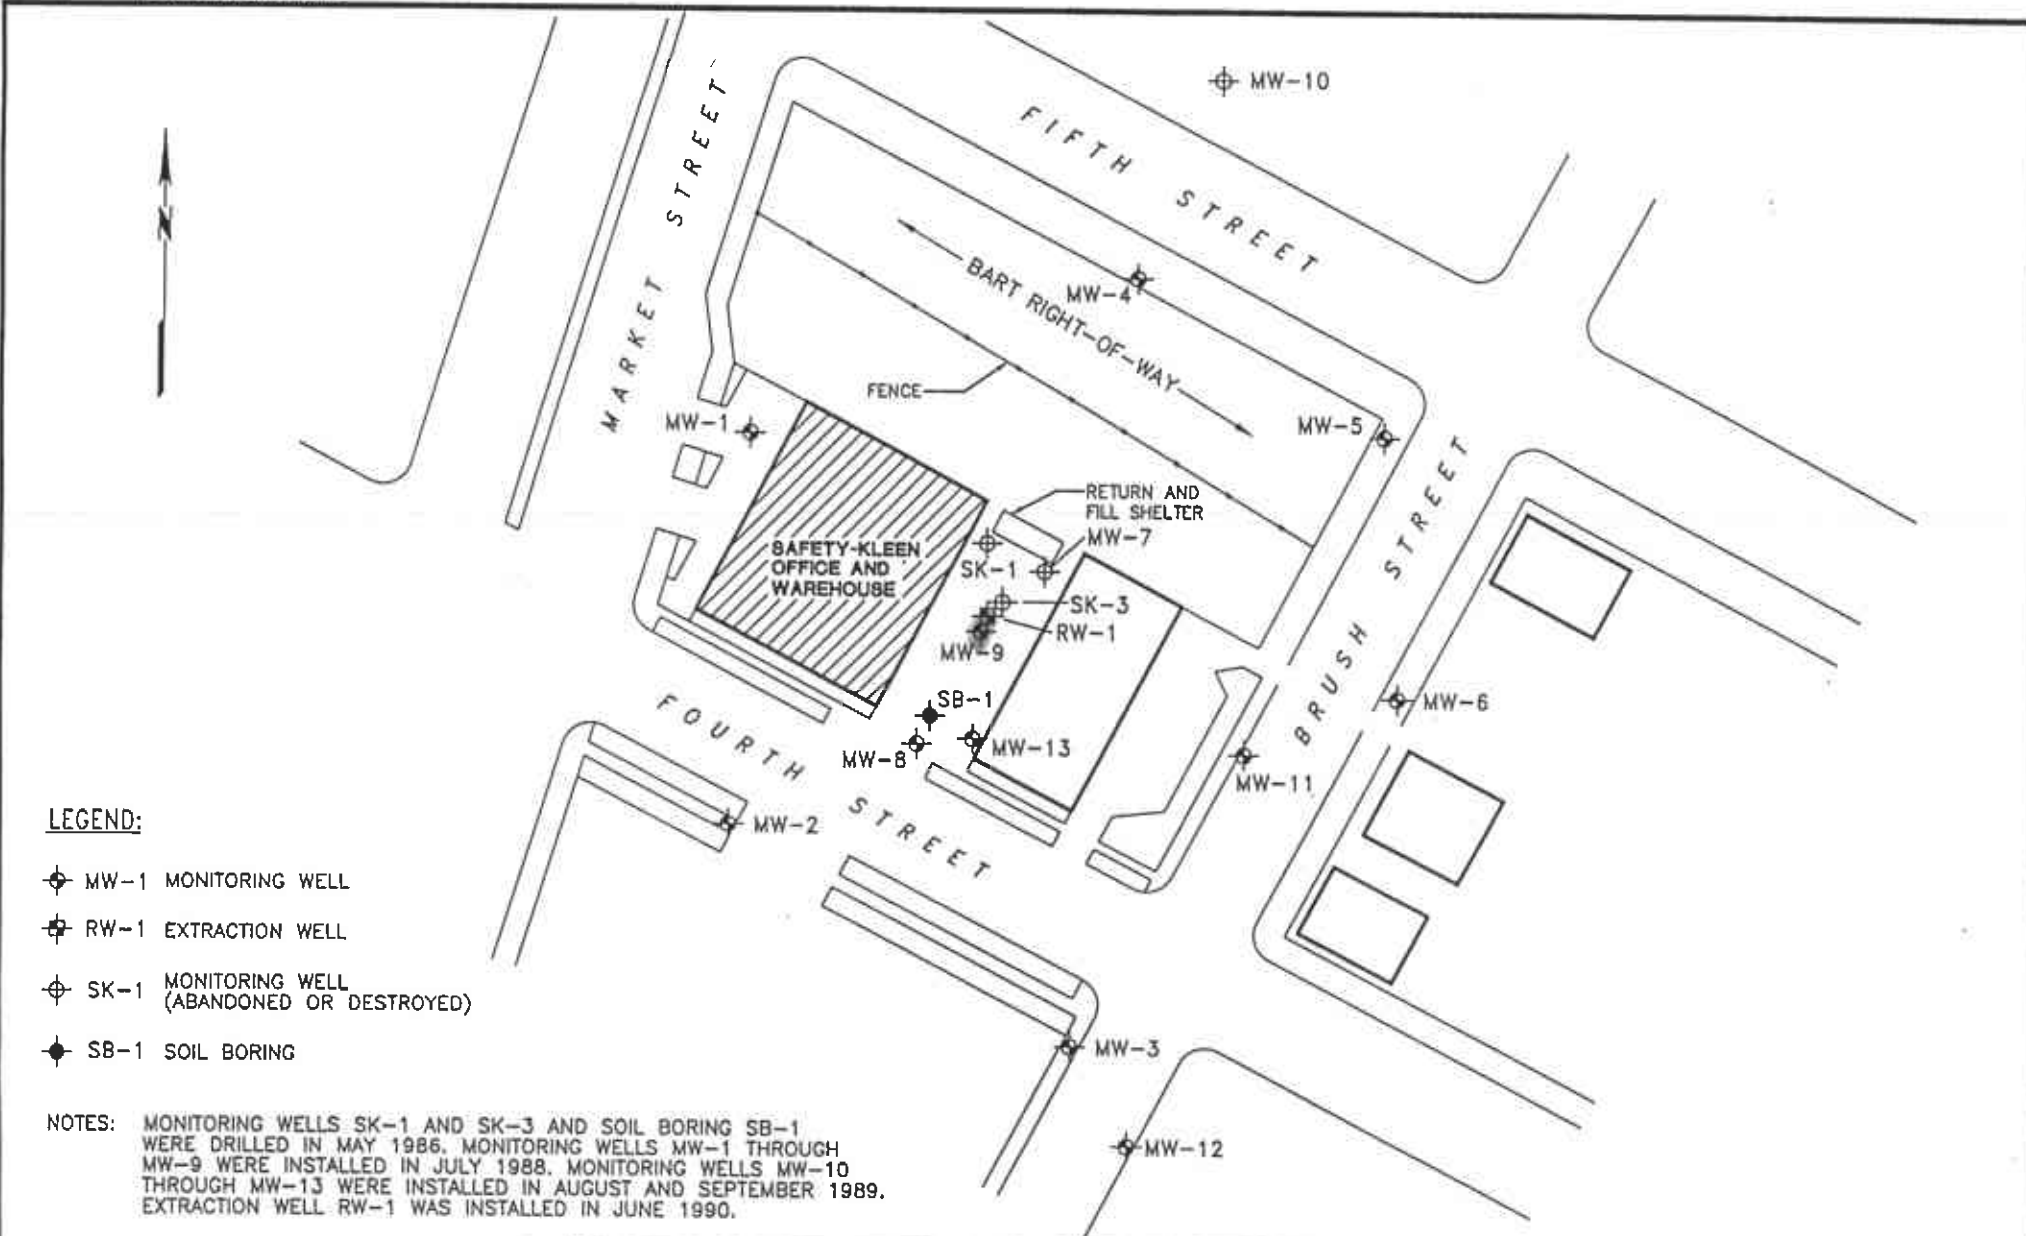 MW-10
FIFTH STREET
MARKET STREET
N
BART RIGHT-OF-WAY
MW-4
FENCE
MW-1
MW-5
RETURN AND
FILL SHELTER
MW-7
SK-1
SAFETY-KLEEN
OFFICE AND
WAREHOUSE
SK-3
RW-1
MW-9
BRUSH STREET
SB-1
MW-6
FOURTH STREET
MW-8
MW-13
MW-11
MW-2
MW-3
MW-12
LEGEND:
MW-1 MONITORING WELL
RW-1 EXTRACTION WELL
SK-1 MONITORING WELL
(ABANDONED OR DESTROYED)
SB-1 SOIL BORING
NOTES: MONITORING WELLS SK-1 AND SK-3 AND SOIL BORING SB-1
WERE DRILLED IN MAY 1986. MONITORING WELLS MW-1 THROUGH
MW-9 WERE INSTALLED IN JULY 1988. MONITORING WELLS MW-10
THROUGH MW-13 WERE INSTALLED IN AUGUST AND SEPTEMBER 1989.
EXTRACTION WELL RW-1 WAS INSTALLED IN JUNE 1990.